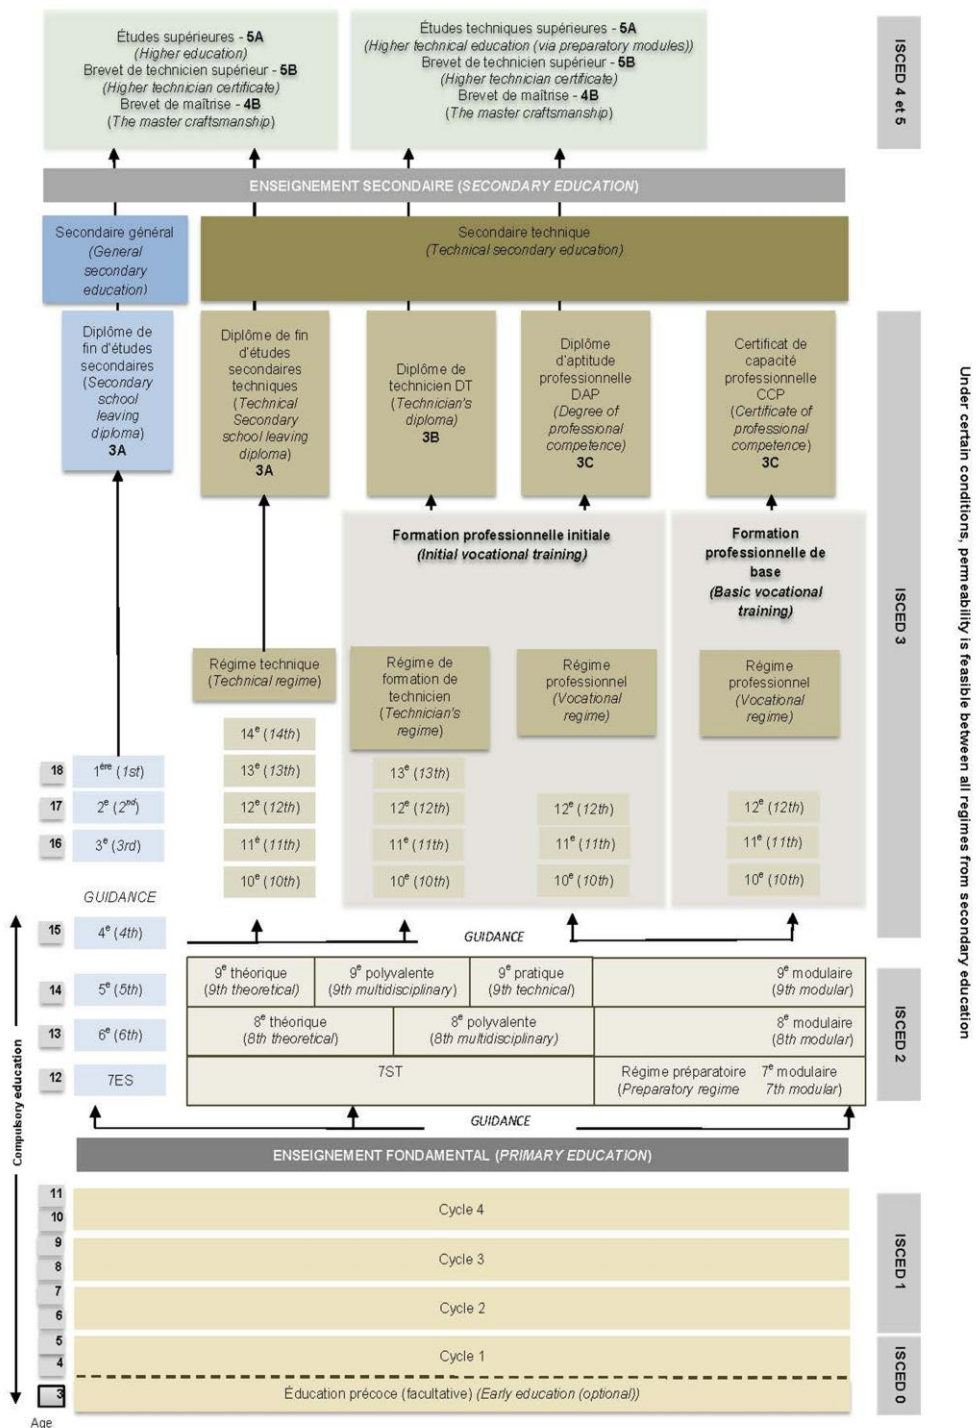 Études supérieures - 5A
(Higher education)
Brevet de technicien supérieur - 5B
(Higher technician certificate)
Brevet de maîtrise - 4B
(The master craftsmanship)
Études techniques supérieures - 5A
(Higher technical education (via preparatory modules))
Brevet de technicien supérieur - 5B
(Higher technician certificate)
Brevet de maîtrise - 4B
(The master craftsmanship)
ISCED 4 et 5
ENSEIGNEMENT SECONDAIRE (SECONDARY EDUCATION)
Secondaire général
(General
secondary
education)
Secondaire technique
(Technical secondary education)
Diplôme de
fin d'études
secondaires
(Secondary
school
leaving
diploma)
3A
Diplôme de fin
d'études
secondaires
techniques
(Technical
Secondary
school leaving
diploma)
3A
Diplôme de
technicien DT
(Technician's
diploma)
3B
Diplôme
d'aptitude
professionnelle
DAP
(Degree of
professional
competence)
3C
Certificat de
capacité
professionnelle
CCP
(Certificate of
professional
competence)
3C
Formation professionnelle initiale
(Initial vocational training)
Formation
professionnelle de
base
(Basic vocational
training)
ISCED 3
Under certain conditions, permeability is feasible between all regimes from secondary education
Régime technique
(Technical regime)
Régime de
formation de
technicien
(Technician's
regime)
Régime
professionnel
(Vocational
regime)
Régime
professionnel
(Vocational
regime)
14e (14th)
18 1ère (1st) 13e (13th) 13e (13th)
17 2e (2nd) 12e (12th) 12e (12th) 12e (12th) 12e (12th)
16 3e (3rd) 11è (11th) 11e (11th) 11e (11th) 11e (11th)
10e (10th) 10e (10th) 10e (10th) 10e (10th)
GUIDANCE
15 4e (4th)
GUIDANCE
14 5e (5th)
9e théorique
(9th theoretical)
9e polyvalente
(9th multidisciplinary)
9e pratique
(9th technical)
9e modulaire
(9th modular)
13 6e (6th)
8e théorique
(8th theoretical)
8e polyvalente
(8th multidisciplinary)
8e modulaire
(8th modular)
12 7ES
7ST
Régime préparatoire 7e modulaire
(Preparatory regime 7th modular)
ISCED 2
GUIDANCE
Compulsory education
ENSEIGNEMENT FONDAMENTAL (PRIMARY EDUCATION)
11
10
Cycle 4
9
8
Cycle 3
7
6
Cycle 2
ISCED 1
5
4
Cycle 1
3
Éducation précoce (facultative) (Early education (optional))
ISCED 0
Age